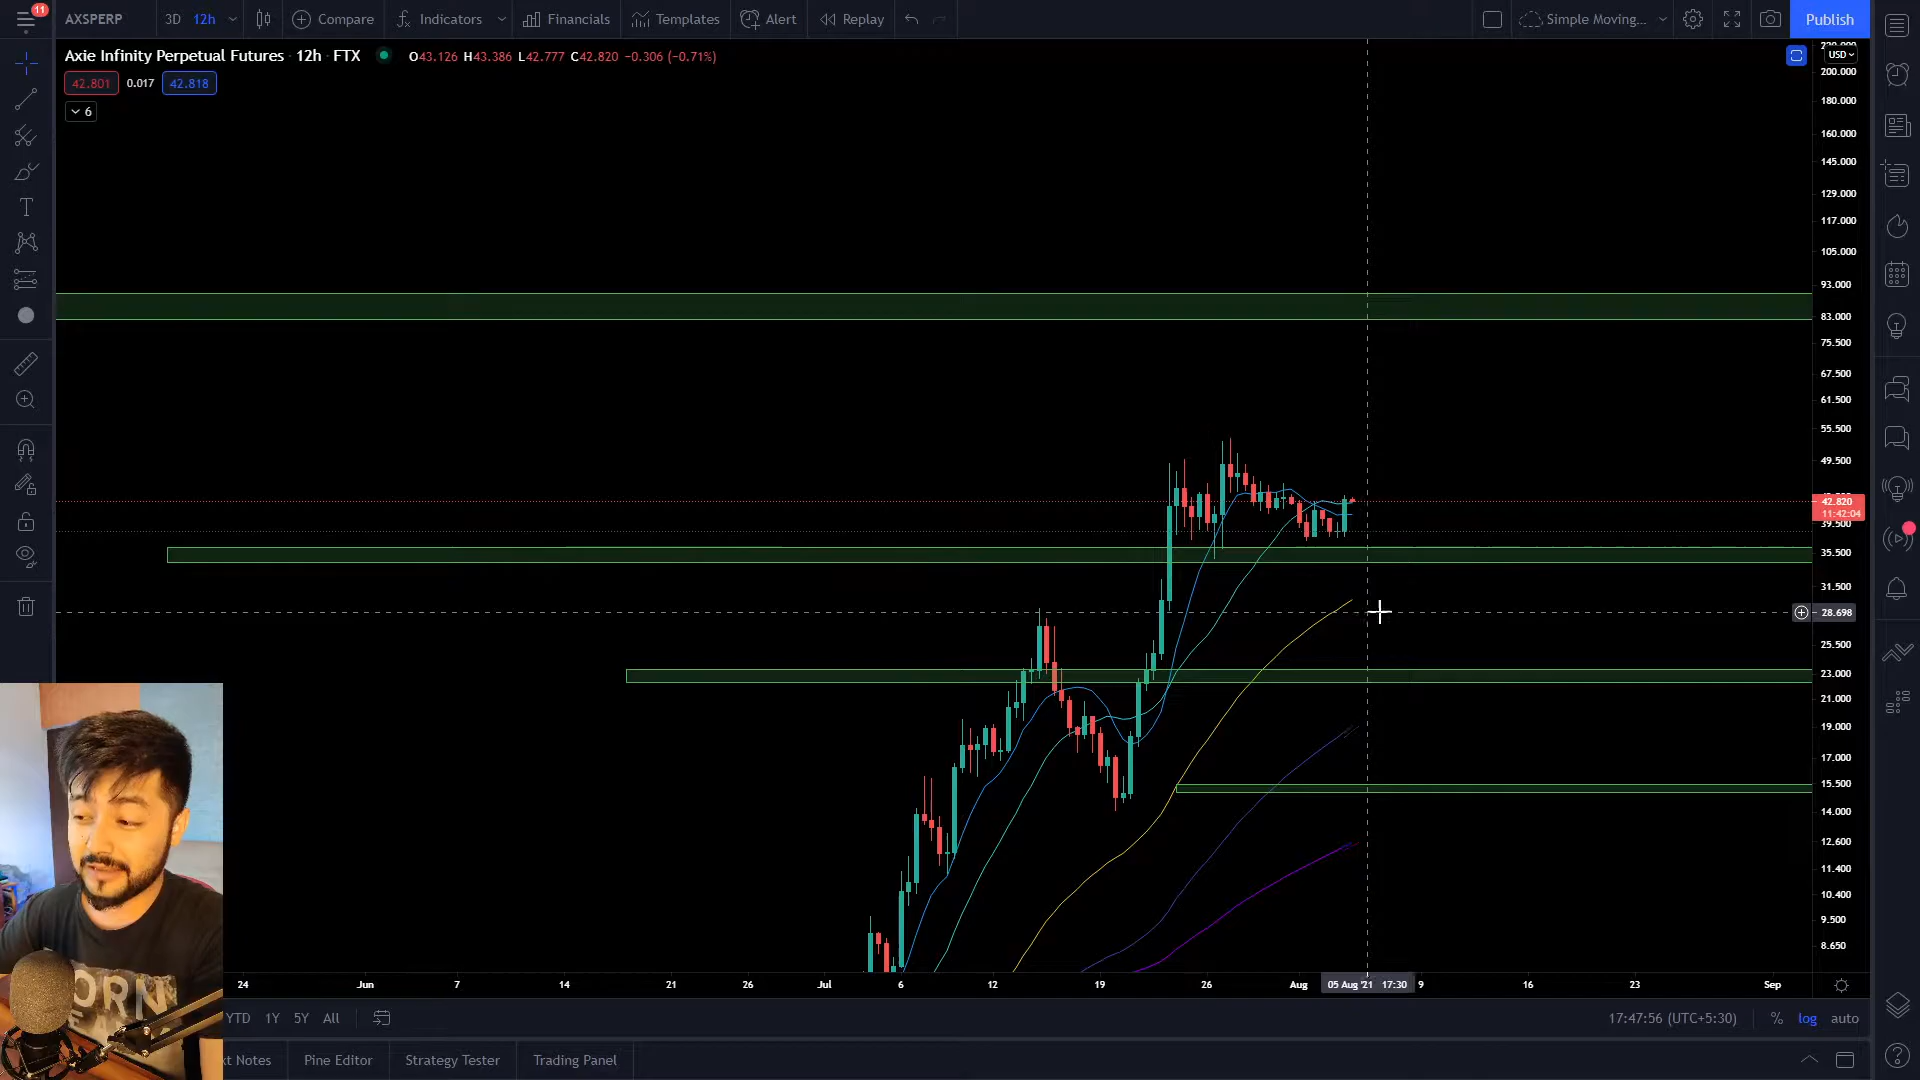 11
AXSPERP
3D
12h
Compare
Indicators
Financials
Templates
Alert
Replay
Simple Moving...
Publish
Axie Infinity Perpetual Futures · 12h · FTX
O43.126 H43.386 L42.777 C42.820 −0.306 (−0.71%)
42.801
0.017
42.818
6
USD
200.000
180.000
160.000
145.000
129.000
117.000
105.000
93.000
83.000
75.500
67.500
61.500
55.500
49.500
42.820
11:42:04
39.500
35.500
31.500
28.698
25.500
23.000
21.000
19.000
17.000
15.500
14.000
12.600
11.400
10.400
9.500
8.650
24
Jun
7
14
21
26
Jul
6
12
19
26
Aug
05 Aug '21 17:30
9
16
23
Sep
YTD
1Y
5Y
All
17:47:56 (UTC+5:30)
%
log
auto
Notes
Pine Editor
Strategy Tester
Trading Panel